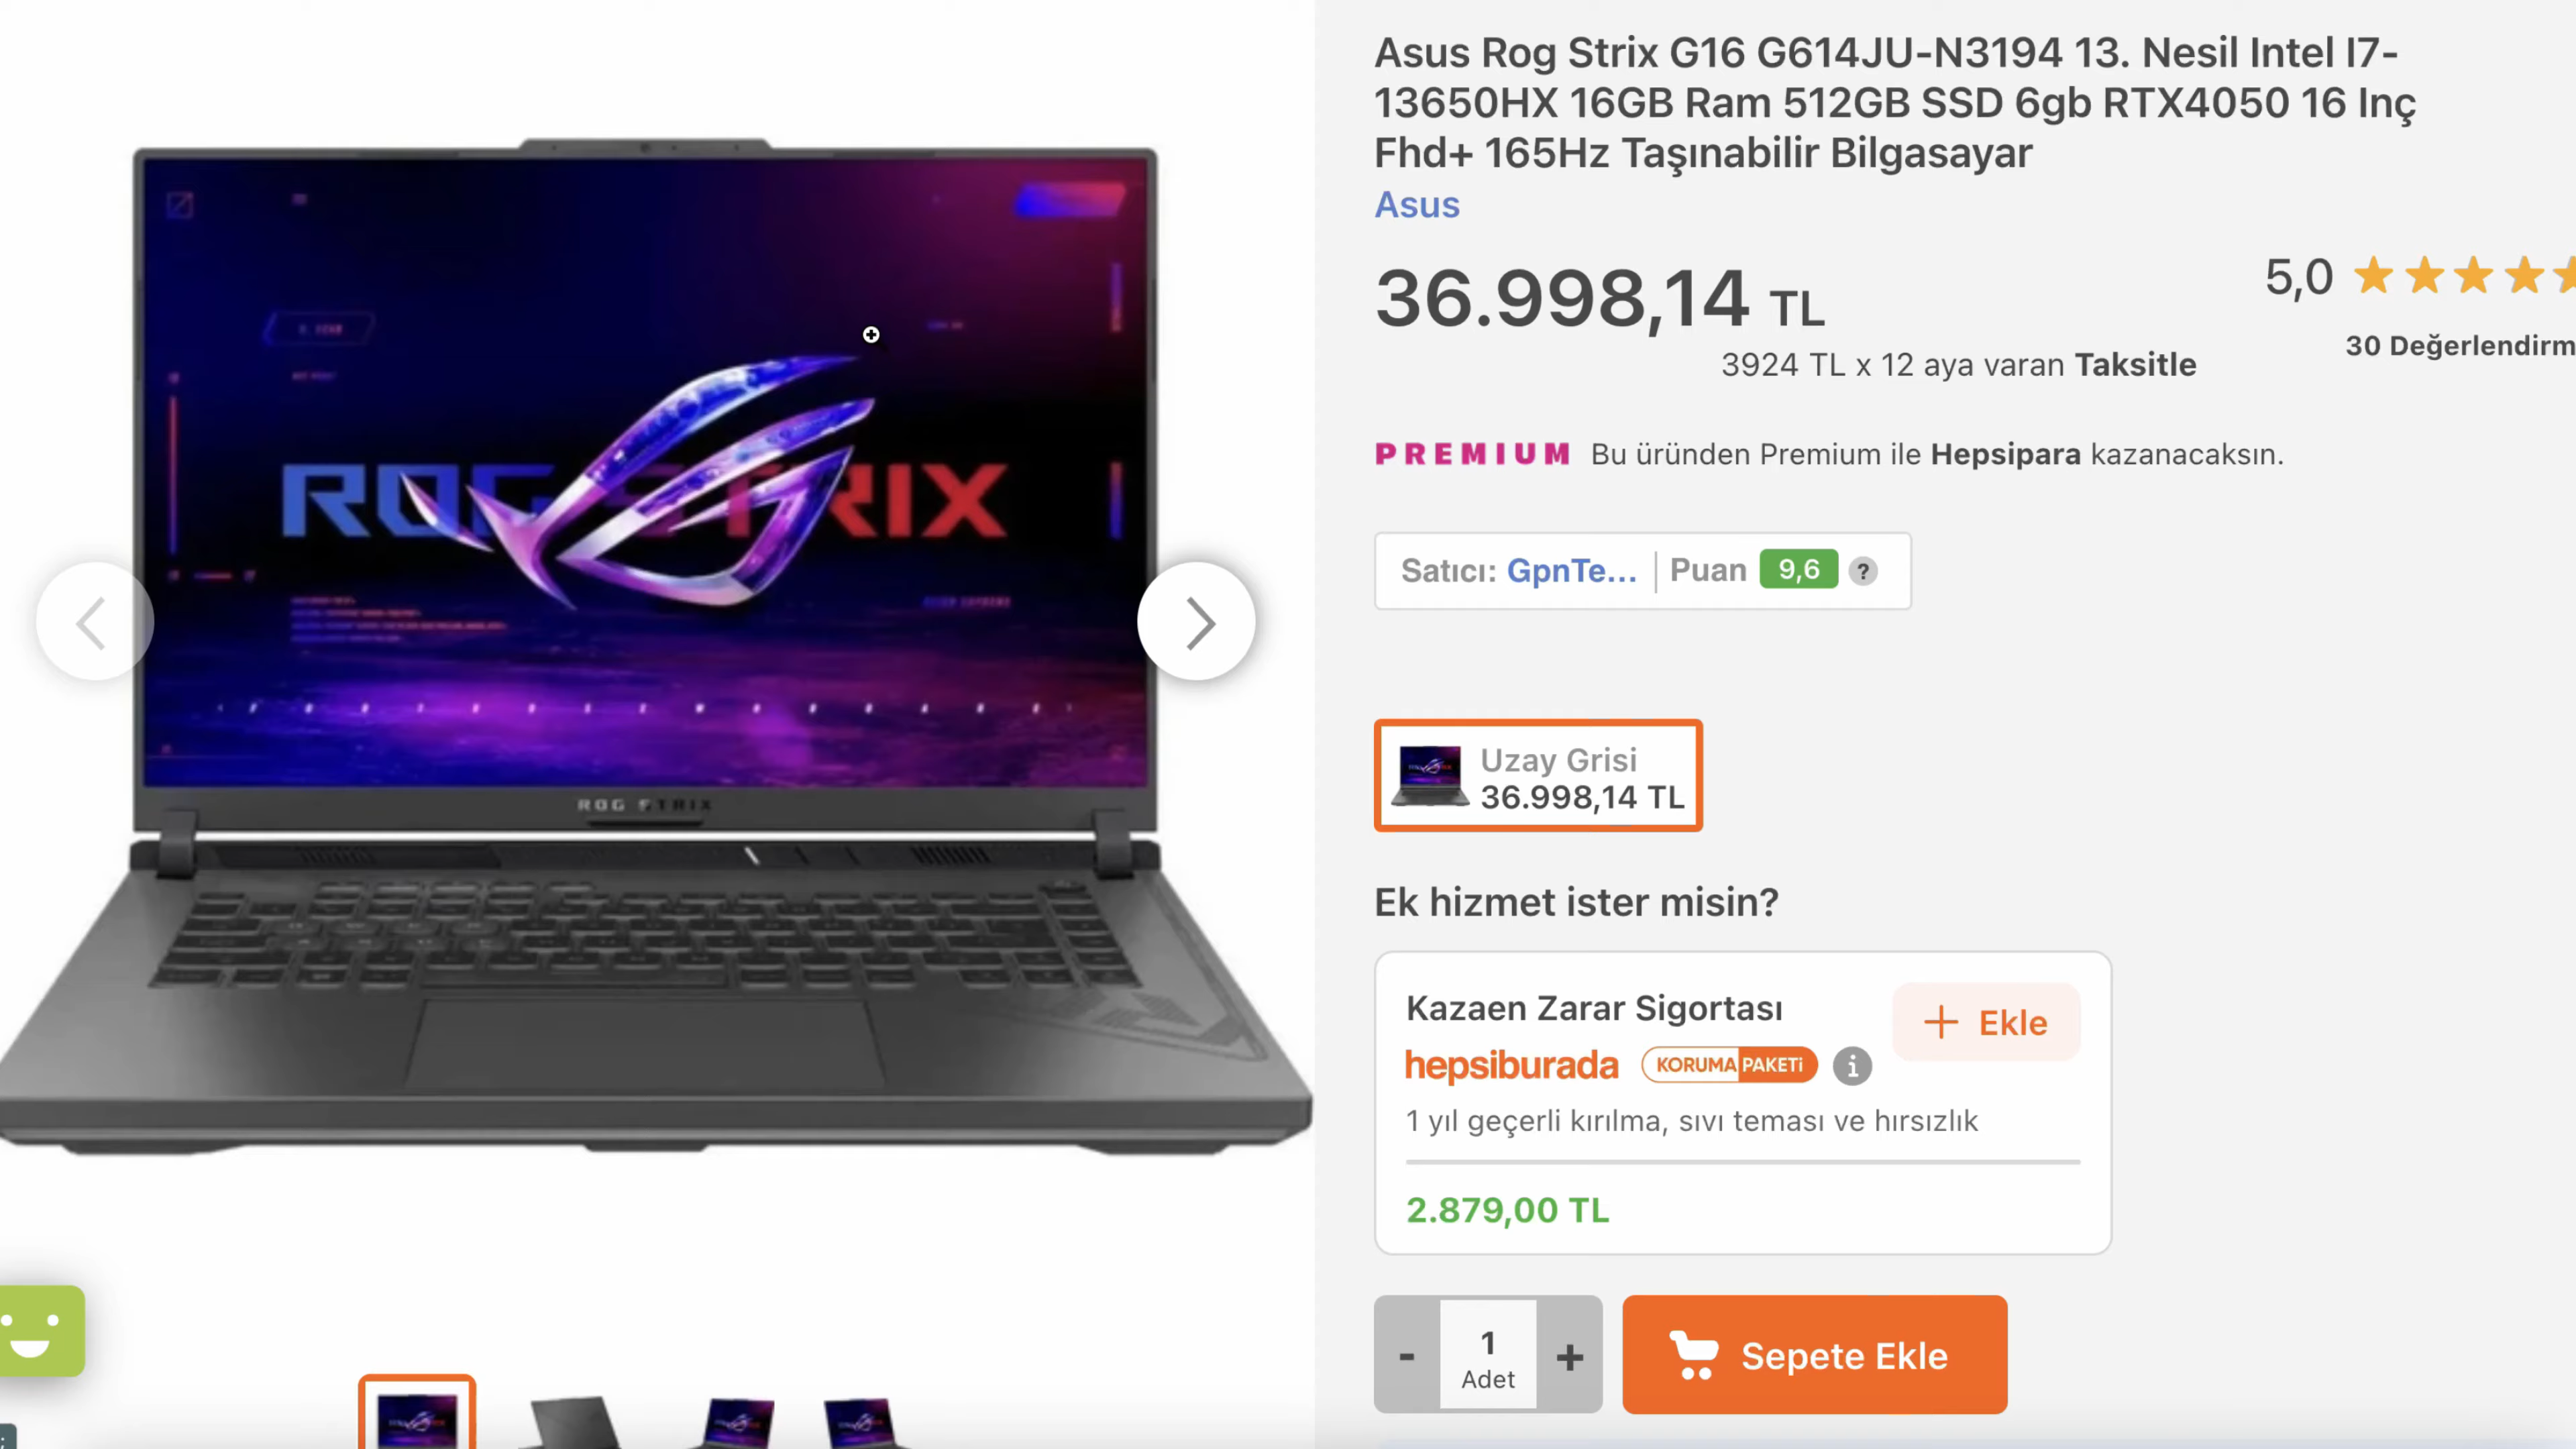 Asus Rog Strix G16 G614JU-N3194 13. Nesil Intel I7-
13650HX 16GB Ram 512GB SSD 6gb RTX4050 16 Inç
Fhd+ 165Hz Taşınabilir Bilgasayar
Asus
36.998,14 TL
5,0
3924 TL x 12 aya varan Taksitle
30 Değerlendirm
PREMIUM Bu üründen Premium ile Hepsipara kazanacaksın.
Satıcı: GpnTe... | Puan 9,6 ?
Uzay Grisi
36.998,14 TL
Ek hizmet ister misin?
Kazaen Zarar Sigortası
+ Ekle
hepsiburada KORUMA PAKETİ i
1 yıl geçerli kırılma, sıvı teması ve hırsızlık
2.879,00 TL
- 1 +
Adet
Sepete Ekle
ROG STRIX
ROG STRIX